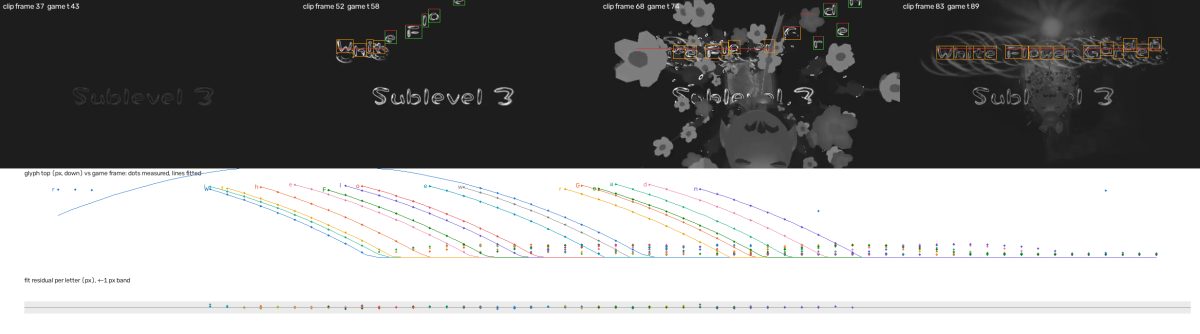 clip frame 37 game t 43
clip frame 52 game t 58
clip frame 68 game t 74
clip frame 83 game t 89
Sublevel 3
Sublevel 3
Sublevel 3
White Flower Garden
Sublevel 3
glyph top (px, down) vs game frame: dots measured, lines fitted
fit residual per letter (px), +-1 px band